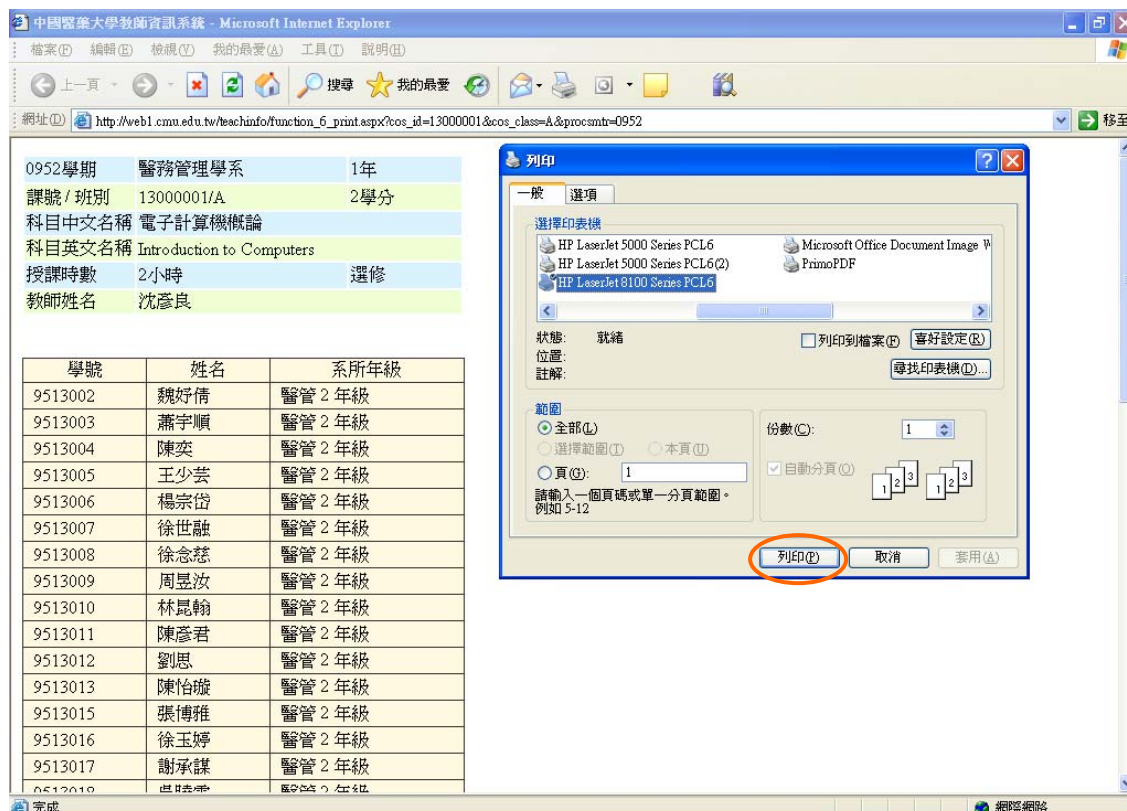 中國醫藥大學教師資訊系統 - Microsoft Internet Explorer
檔案(F) 編輯(E) 檢視(V) 我的最愛(A) 工具(T) 說明(H)
上一頁 搜尋 我的最愛
網址(D) http://web1.cmu.edu.tw/teachinfo/function_6_print.aspx?cos_id=13000001&cos_class=A&procsmtr=0952 移至
0952學期 醫務管理學系 1年
課號 / 班別 13000001/A 2學分
科目中文名稱 電子計算機概論
科目英文名稱 Introduction to Computers
授課時數 2小時 選修
教師姓名 沈彥良
學號 姓名 系所年級
9513002 魏妤倩 醫管 2 年級
9513003 蕭宇順 醫管 2 年級
9513004 陳奕 醫管 2 年級
9513005 王少芸 醫管 2 年級
9513006 楊宗岱 醫管 2 年級
9513007 徐世融 醫管 2 年級
9513008 徐念慈 醫管 2 年級
9513009 周昱汝 醫管 2 年級
9513010 林昆翰 醫管 2 年級
9513011 陳彥君 醫管 2 年級
9513012 劉思 醫管 2 年級
9513013 陳怡璇 醫管 2 年級
9513015 張博雅 醫管 2 年級
9513016 徐玉婷 醫管 2 年級
9513017 謝承謀 醫管 2 年級
列印
一般 選項
選擇印表機
HP LaserJet 5000 Series PCL6 Microsoft Office Document Image W
HP LaserJet 5000 Series PCL6(2) PrimoPDF
HP LaserJet 8100 Series PCL6
狀態: 就緒 列印到檔案(F) 喜好設定(R)
位置:
註解: 尋找印表機(D)...
範圍
全部(L) 份數(C): 1
選擇範圍(T) 本頁(U)
頁(G): 1 自動分頁(O)
1 2 3 1 2 3
請輸入一個頁碼或單一分頁範圍。
例如 5-12
列印(P) 取消 套用(A)
完成 網際網路